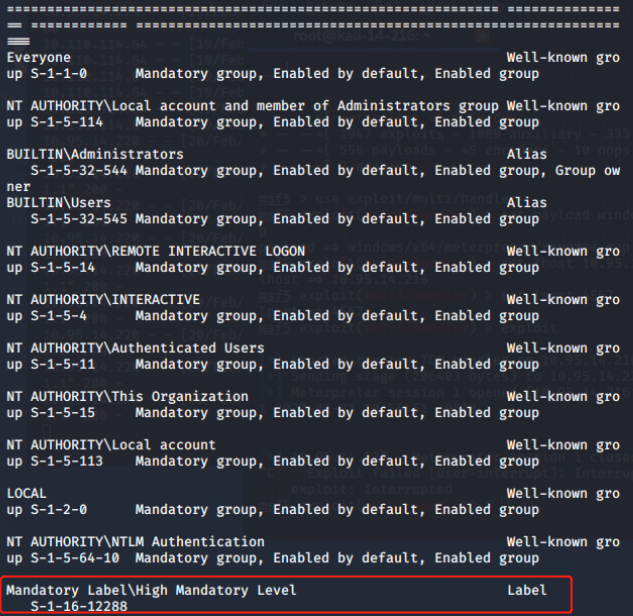 ============================================================== ==============
== ============ =============================================================
===
Everyone Well-known gro
up S-1-1-0 Mandatory group, Enabled by default, Enabled group
NT AUTHORITY\Local account and member of Administrators group Well-known gro
up S-1-5-114 Mandatory group, Enabled by default, Enabled group
BUILTIN\Administrators Alias
S-1-5-32-544 Mandatory group, Enabled by default, Enabled group, Group ow
ner
BUILTIN\Users Alias
S-1-5-32-545 Mandatory group, Enabled by default, Enabled group
NT AUTHORITY\REMOTE INTERACTIVE LOGON Well-known gro
up S-1-5-14 Mandatory group, Enabled by default, Enabled group
NT AUTHORITY\INTERACTIVE Well-known gro
up S-1-5-4 Mandatory group, Enabled by default, Enabled group
NT AUTHORITY\Authenticated Users Well-known gro
up S-1-5-11 Mandatory group, Enabled by default, Enabled group
NT AUTHORITY\This Organization Well-known gro
up S-1-5-15 Mandatory group, Enabled by default, Enabled group
NT AUTHORITY\Local account Well-known gro
up S-1-5-113 Mandatory group, Enabled by default, Enabled group
LOCAL Well-known gro
up S-1-2-0 Mandatory group, Enabled by default, Enabled group
NT AUTHORITY\NTLM Authentication Well-known gro
up S-1-5-64-10 Mandatory group, Enabled by default, Enabled group
Mandatory Label\High Mandatory Level Label
S-1-16-12288